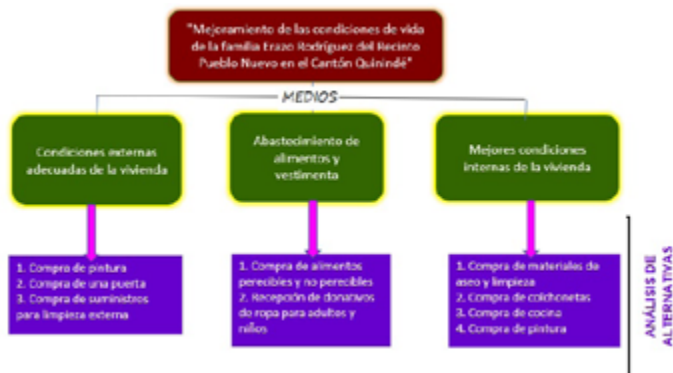 "Mejoramiento de las condiciones de vida
de la familia Erazo Rodríguez del Recinto
Pueblo Nuevo en el Cantón Quinindé"
MEDIOS
Condiciones externas
adecuadas de la vivienda
Abastecimiento de
alimentos y
vestimenta
Mejores condiciones
internas de la vivienda
1. Compra de pintura
2. Compra de una puerta
3. Compra de suministros
para limpieza externa
1. Compra de alimentos
perecibles y no perecibles
2. Recepción de donativos
de ropa para adultos y
niños
1. Compra de materiales de
aseo y limpieza
2. Compra de colchonetas
3. Compra de cocina
4. Compra de pintura
ANÁLISIS DE
ALTERNATIVAS